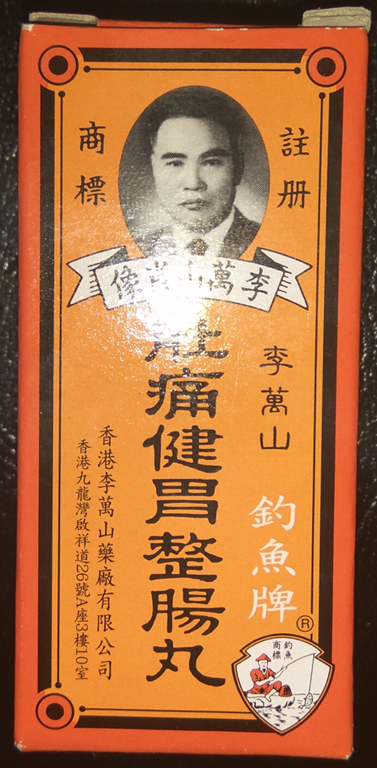 註册
商標
李萬山肖像
李萬山
釣魚牌
®
釣魚
商標
肚痛健胃整腸丸
香港李萬山藥廠有限公司
香港九龍灣啟祥道26號A座3樓10室